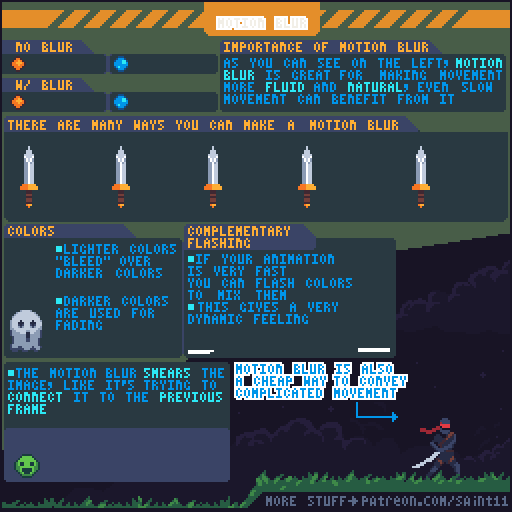 MOTION BLUR
NO BLUR
W/ BLUR
IMPORTANCE OF MOTION BLUR
AS YOU CAN SEE ON THE LEFT, MOTION
BLUR IS GREAT FOR MAKING MOVEMENT
MORE FLUID AND NATURAL, EVEN SLOW
MOVEMENT CAN BENEFIT FROM IT
THERE ARE MANY WAYS YOU CAN MAKE A MOTION BLUR
COLORS
■LIGHTER COLORS
"BLEED" OVER
DARKER COLORS
■DARKER COLORS
ARE USED FOR
FADING
COMPLEMENTARY
FLASHING
■IF YOUR ANIMATION
IS VERY FAST
YOU CAN FLASH COLORS
TO MIX THEM
■THIS GIVES A VERY
DYNAMIC FEELING
■THE MOTION BLUR SMEARS THE
IMAGE, LIKE IT'S TRYING TO
CONNECT IT TO THE PREVIOUS
FRAME
MOTION BLUR IS ALSO
A CHEAP WAY TO CONVEY
COMPLICATED MOVEMENT
MORE STUFF→PATREON.COM/SAINT11